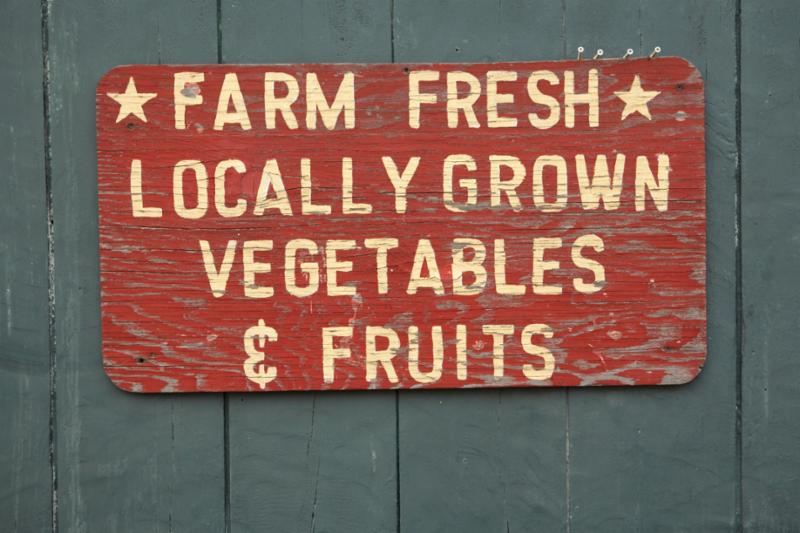 ★ FARM FRESH ★
LOCALLY GROWN
VEGETABLES
& FRUITS